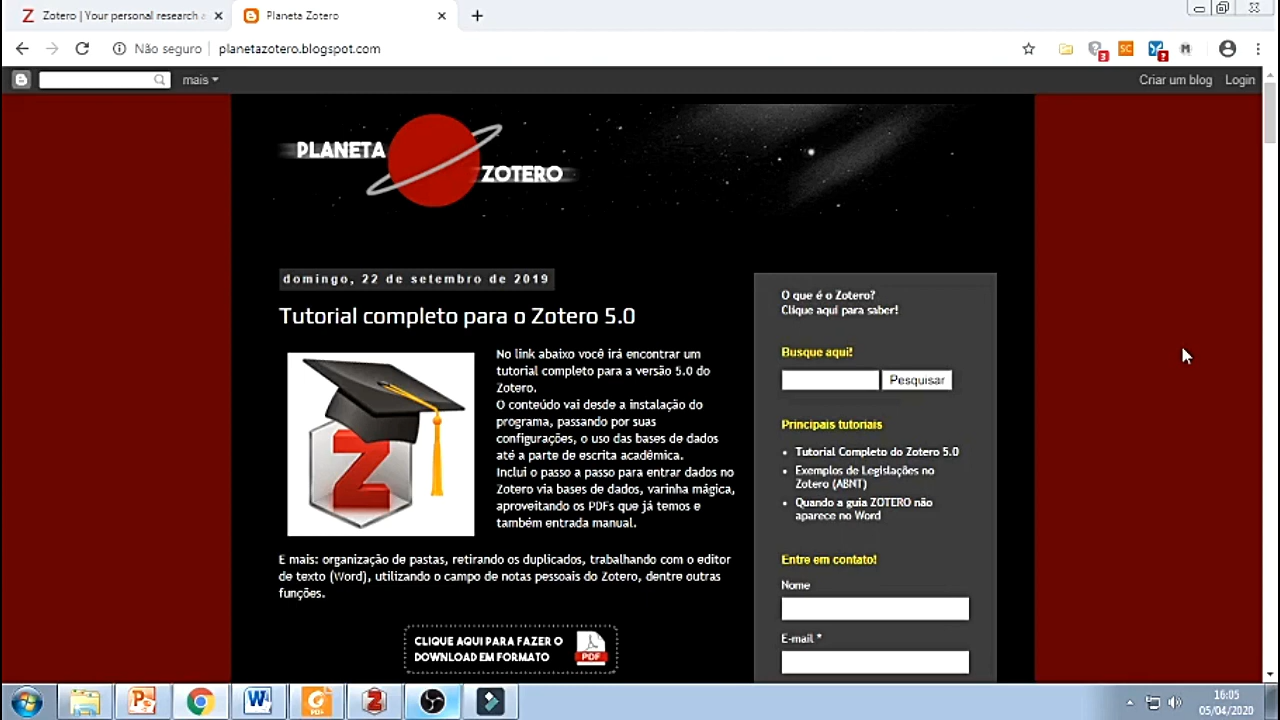 Zotero | Your personal research a
Planeta Zotero
Não seguro
planetazotero.blogspot.com
SC
3
?
mais
Criar um blog
Login
PLANETA
ZOTERO
domingo, 22 de setembro de 2019
Tutorial completo para o Zotero 5.0
No link abaixo você irá encontrar um
tutorial completo para a versão 5.0 do
Zotero.
O conteúdo vai desde a instalação do
programa, passando por suas
configurações, o uso das bases de dados
até a parte de escrita acadêmica.
Inclui o passo a passo para entrar dados no
Zotero via bases de dados, varinha mágica,
aproveitando os PDFs que já temos e
também entrada manual.
Z
E mais: organização de pastas, retirando os duplicados, trabalhando com o editor
de texto (Word), utilizando o campo de notas pessoais do Zotero, dentre outras
funções.
CLIQUE AQUI PARA FAZER O
DOWNLOAD EM FORMATO
PDF
O que é o Zotero?
Clique aqui para saber!
Busque aqui!
Pesquisar
Principais tutoriais
Tutorial Completo do Zotero 5.0
Exemplos de Legislações no
Zotero (ABNT)
Quando a guia ZOTERO não
aparece no Word
Entre em contato!
Nome
E-mail *
16:05
05/04/2020